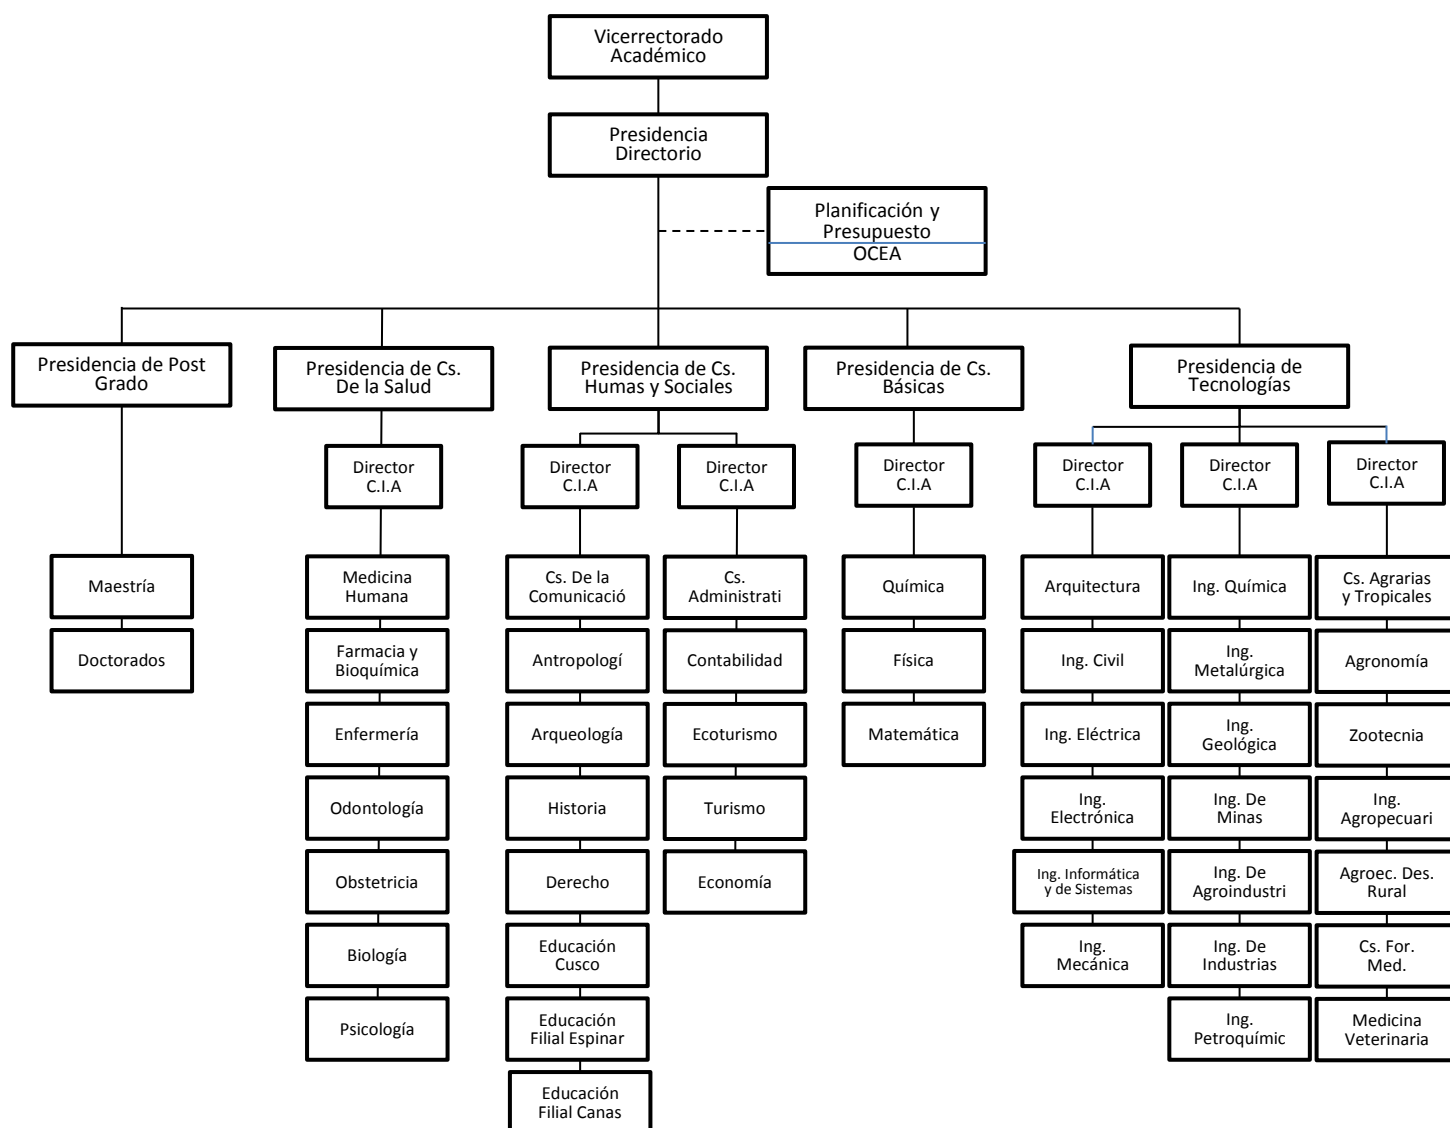 Vicerrectorado
Académico
Presidencia
Directorio
Planificación y
Presupuesto
OCEA
Presidencia de Post
Grado
Presidencia de Cs.
De la Salud
Presidencia de Cs.
Humas y Sociales
Presidencia de Cs.
Básicas
Presidencia de
Tecnologías
Director
C.I.A
Director
C.I.A
Director
C.I.A
Director
C.I.A
Director
C.I.A
Director
C.I.A
Director
C.I.A
Maestría
Doctorados
Medicina
Humana
Farmacia y
Bioquímica
Enfermería
Odontología
Obstetricia
Biología
Psicología
Cs. De la
Comunicació
Antropologí
Arqueología
Historia
Derecho
Educación
Cusco
Educación
Filial Espinar
Educación
Filial Canas
Cs.
Administrati
Contabilidad
Ecoturismo
Turismo
Economía
Química
Física
Matemática
Arquitectura
Ing. Civil
Ing. Eléctrica
Ing.
Electrónica
Ing. Informática
y de Sistemas
Ing.
Mecánica
Ing. Química
Ing.
Metalúrgica
Ing.
Geológica
Ing. De
Minas
Ing. De
Agroindustri
Ing. De
Industrias
Ing.
Petroquímic
Cs. Agrarias
y Tropicales
Agronomía
Zootecnia
Ing.
Agropecuari
Agroec. Des.
Rural
Cs. For.
Med.
Medicina
Veterinaria